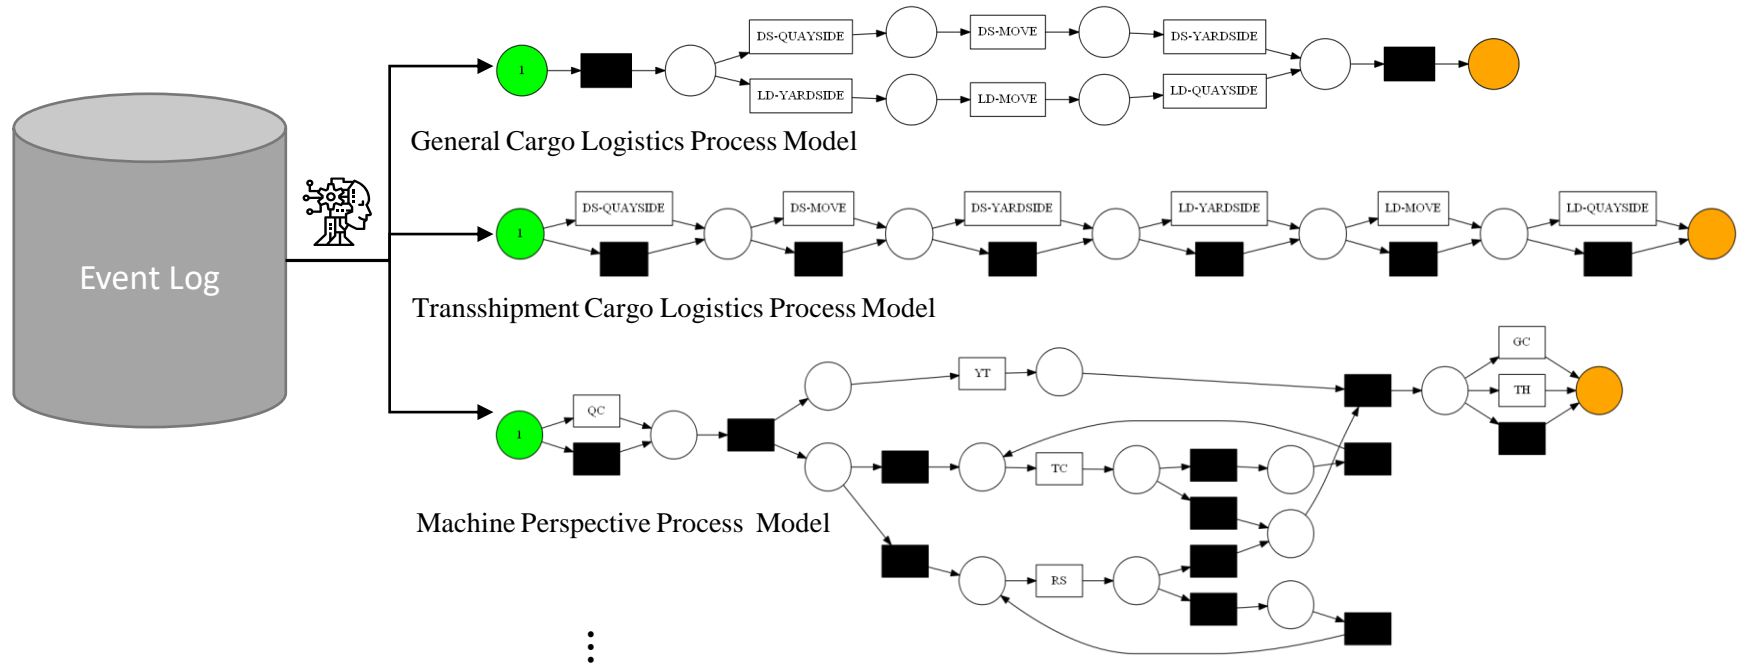 DS-QUAYSIDE DS-MOVE DS-YARDSIDE
1
LD-YARDSIDE LD-MOVE LD-QUAYSIDE
General Cargo Logistics Process Model
DS-QUAYSIDE DS-MOVE DS-YARDSIDE LD-YARDSIDE LD-MOVE LD-QUAYSIDE
1
Event Log
Transshipment Cargo Logistics Process Model
GC
YT
TH
QC
1
TC
Machine Perspective Process Model
RS